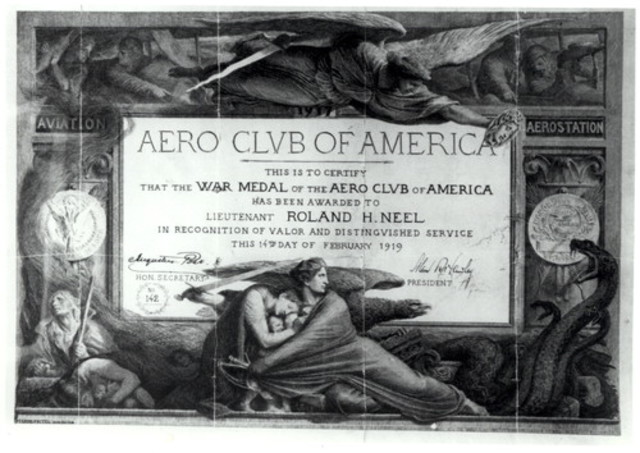 AVIATION
AEROSTATION
AERO CLVB OF AMERICA
THIS IS TO CERTIFY
THAT THE WAR MEDAL OF THE AERO CLVB OF AMERICA
HAS BEEN AWARDED TO
LIEUTENANT ROLAND H. NEEL
IN RECOGNITION OF VALOR AND DISTINGVISHED SERVICE
THIS 14TH DAY OF FEBRUARY 1919
HON. SECRETARY
PRESIDENT
No
142